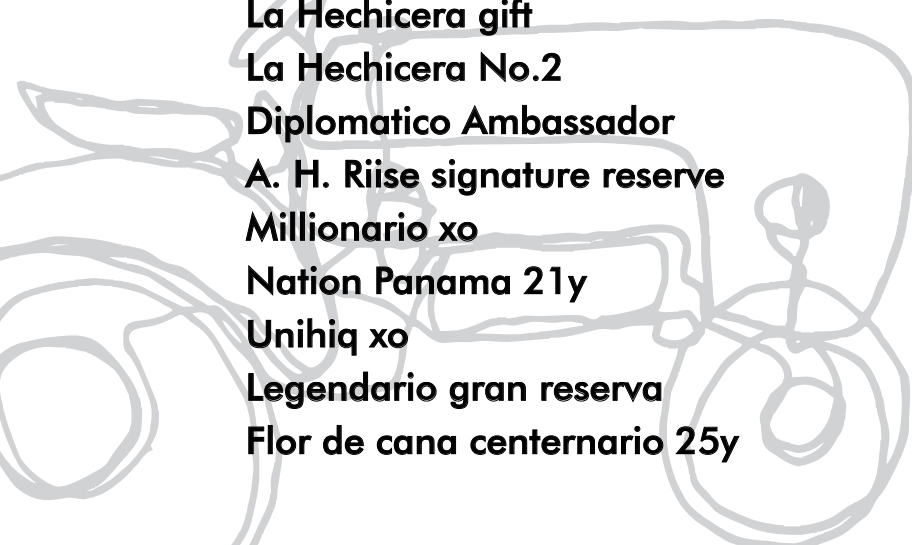 La Hechicera gift
La Hechicera No.2
Diplomatico Ambassador
A. H. Riise signature reserve
Millionario xo
Nation Panama 21y
Unihiq xo
Legendario gran reserva
Flor de cana centernario 25y